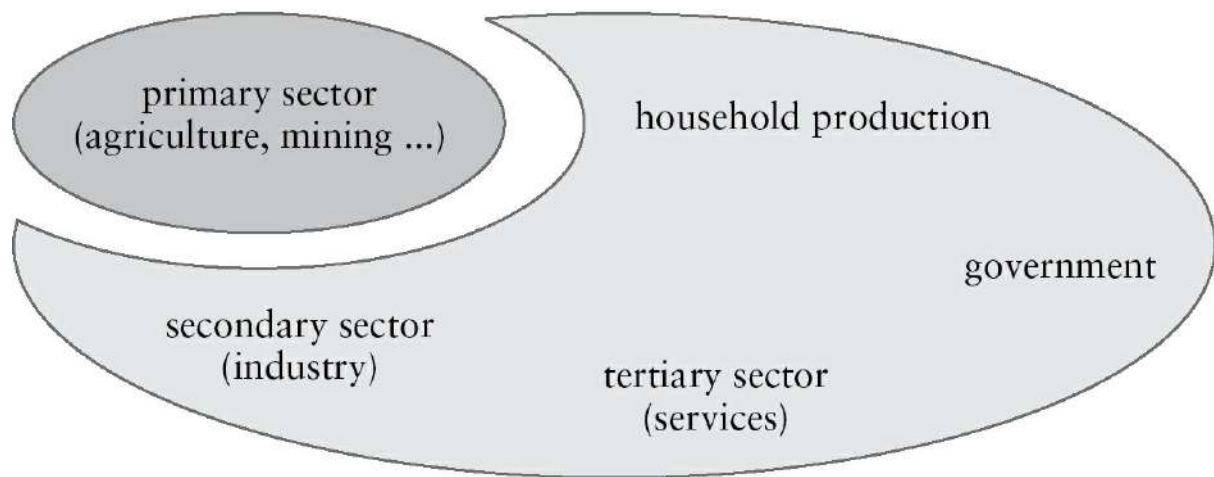 primary sector
(agriculture, mining ...)
household production
government
secondary sector
(industry)
tertiary sector
(services)